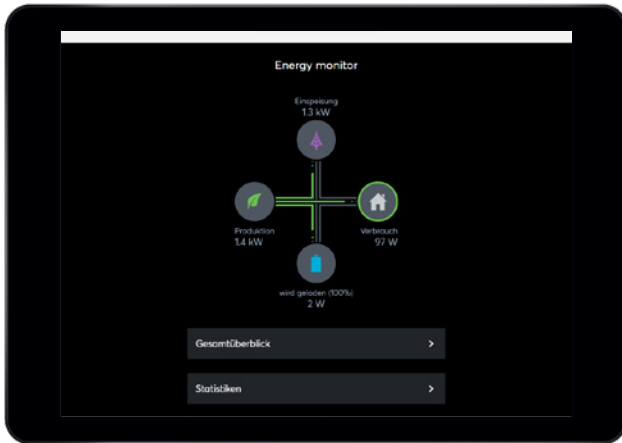 Energy monitor
Einspeisung
1.3 kW
Produktion
1.4 kW
Verbrauch
97 W
wird geladen (100%)
2 W
Gesamtüberblick
Statistiken